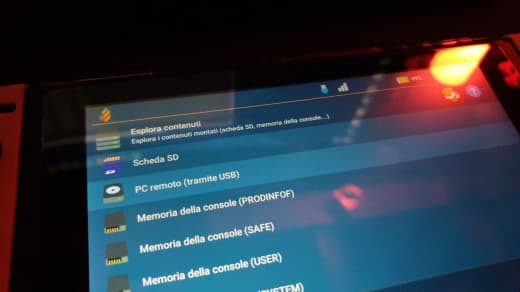 Esplora contenuti
Esplora i contenuti montati (scheda SD, memoria della console...)
Scheda SD
PC remoto (tramite USB)
Memoria della console (PRODINFOF)
Memoria della console (SAFE)
Memoria della console (USER)